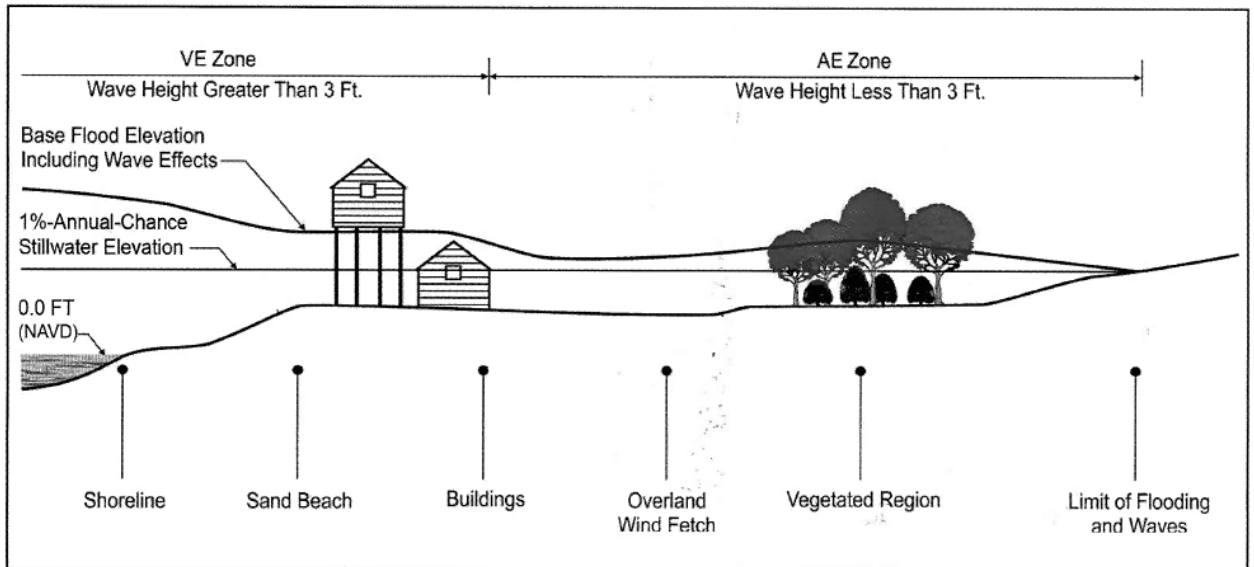 VE Zone
Wave Height Greater Than 3 Ft.
AE Zone
Wave Height Less Than 3 Ft.
Base Flood Elevation
Including Wave Effects
1%-Annual-Chance
Stillwater Elevation
0.0 FT
(NAVD)
Shoreline
Sand Beach
Buildings
Overland
Wind Fetch
Vegetated Region
Limit of Flooding
and Waves